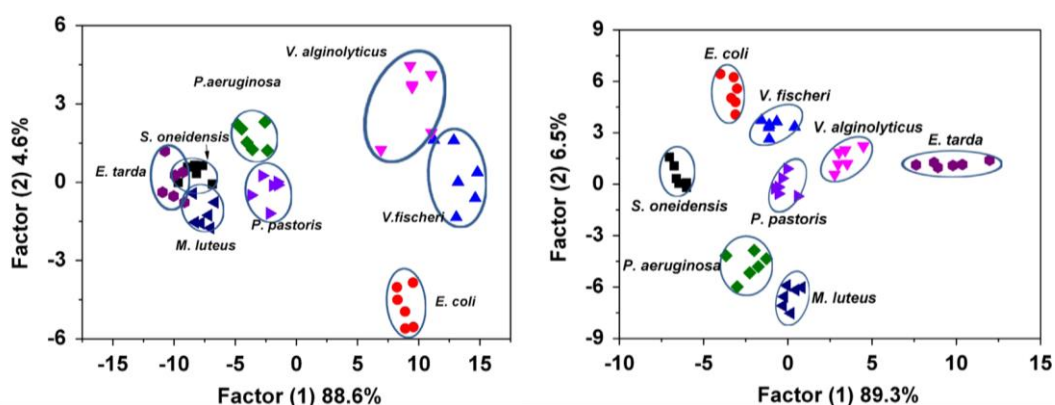 6
3
0
-3
-6
Factor (2) 4.6%
V. alginolyticus
P.aeruginosa
S. oneidensis
E. tarda
P. pastoris
V.fischeri
M. luteus
E. coli
-15 -10 -5 0 5 10 15
Factor (1) 88.6%
9
6
3
0
-3
-6
-9
Factor (2) 6.5%
E. coli
V. fischeri
V. alginolyticus
E. tarda
S. oneidensis
P. pastoris
P. aeruginosa
M. luteus
-10 -5 0 5 10 15
Factor (1) 89.3%